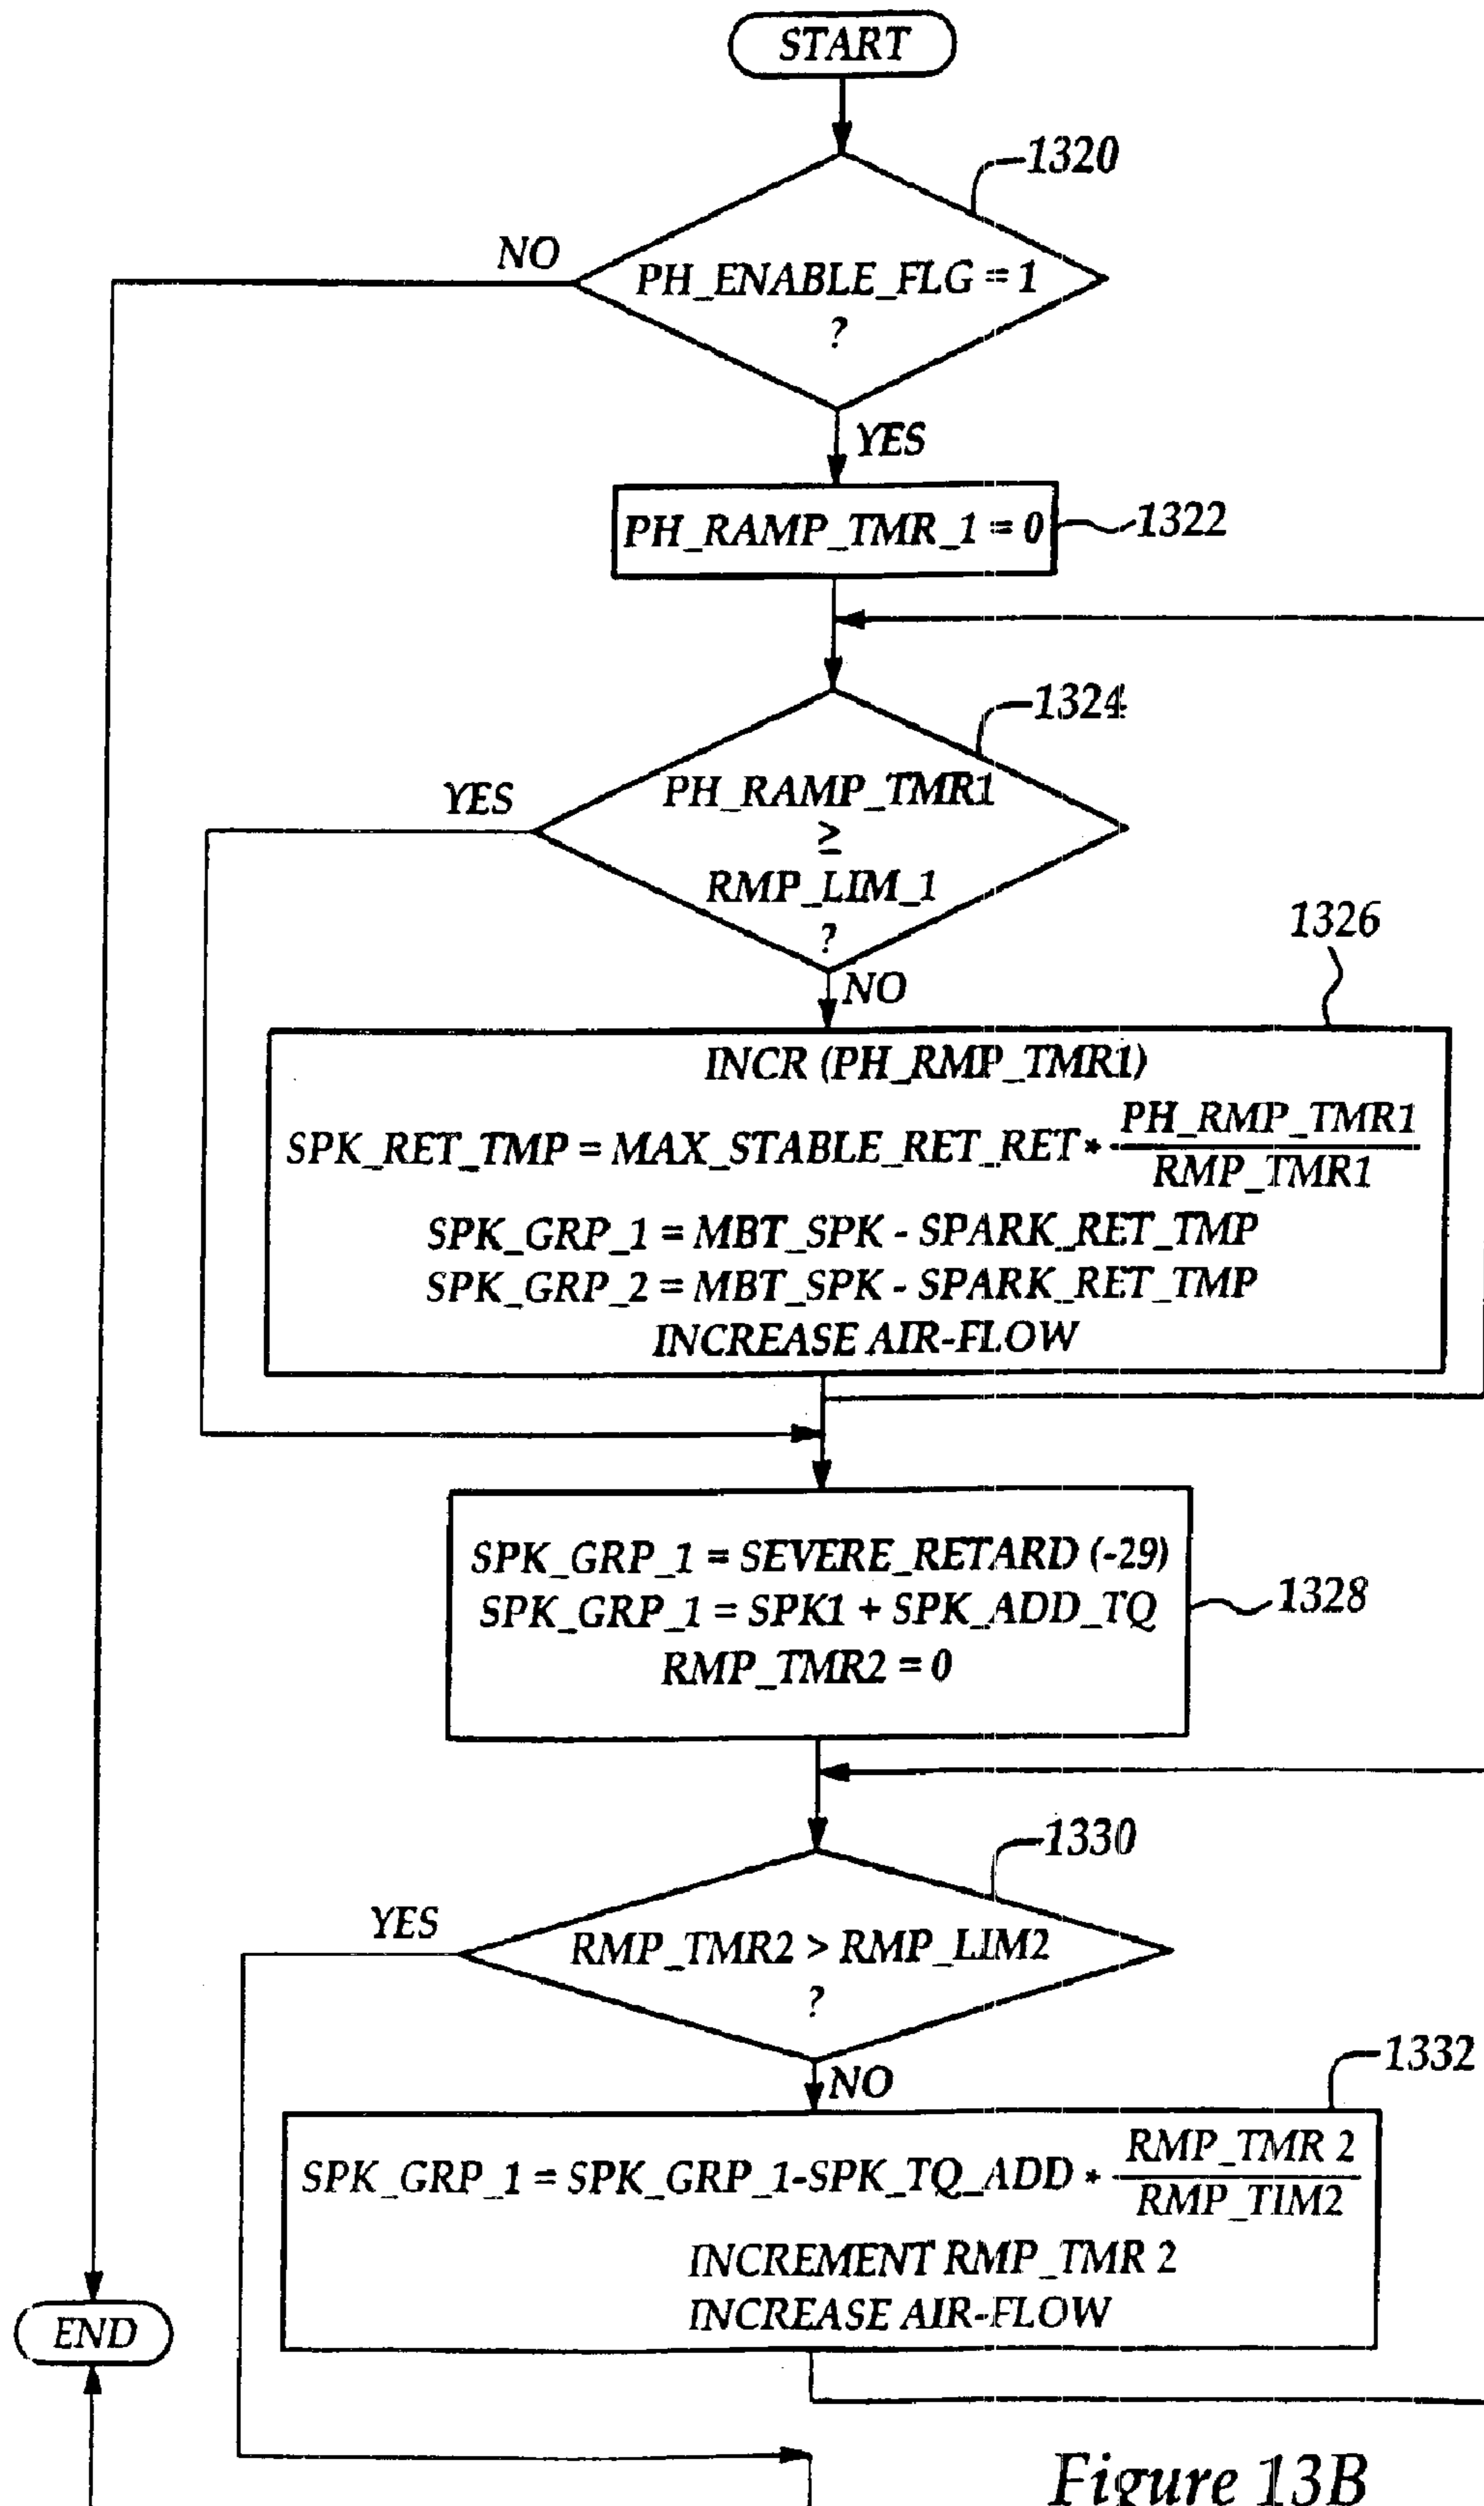 START
1320
NO
PH_ENABLE_FLG = 1
?
YES
PH_RAMP_TMR_1 = 0
1322
1324
YES
PH_RAMP_TMR1
≥
RMP_LIM_1
?
NO
1326
INCR (PH_RMP_TMR1)
SPK_RET_TMP = MAX_STABLE_RET_RET * PH_RMP_TMR1
RMP_TMR1
SPK_GRP_1 = MBT_SPK - SPARK_RET_TMP
SPK_GRP_2 = MBT_SPK - SPARK_RET_TMP
INCREASE AIR-FLOW
SPK_GRP_1 = SEVERE_RETARD (-29)
SPK_GRP_1 = SPK1 + SPK_ADD_TQ
RMP_TMR2 = 0
1328
1330
YES
RMP_TMR2 > RMP_LIM2
?
NO
1332
SPK_GRP_1 = SPK_GRP_1-SPK_TQ_ADD * RMP_TMR 2
RMP_TIM2
INCREMENT RMP_TMR 2
INCREASE AIR-FLOW
END
Figure 13B